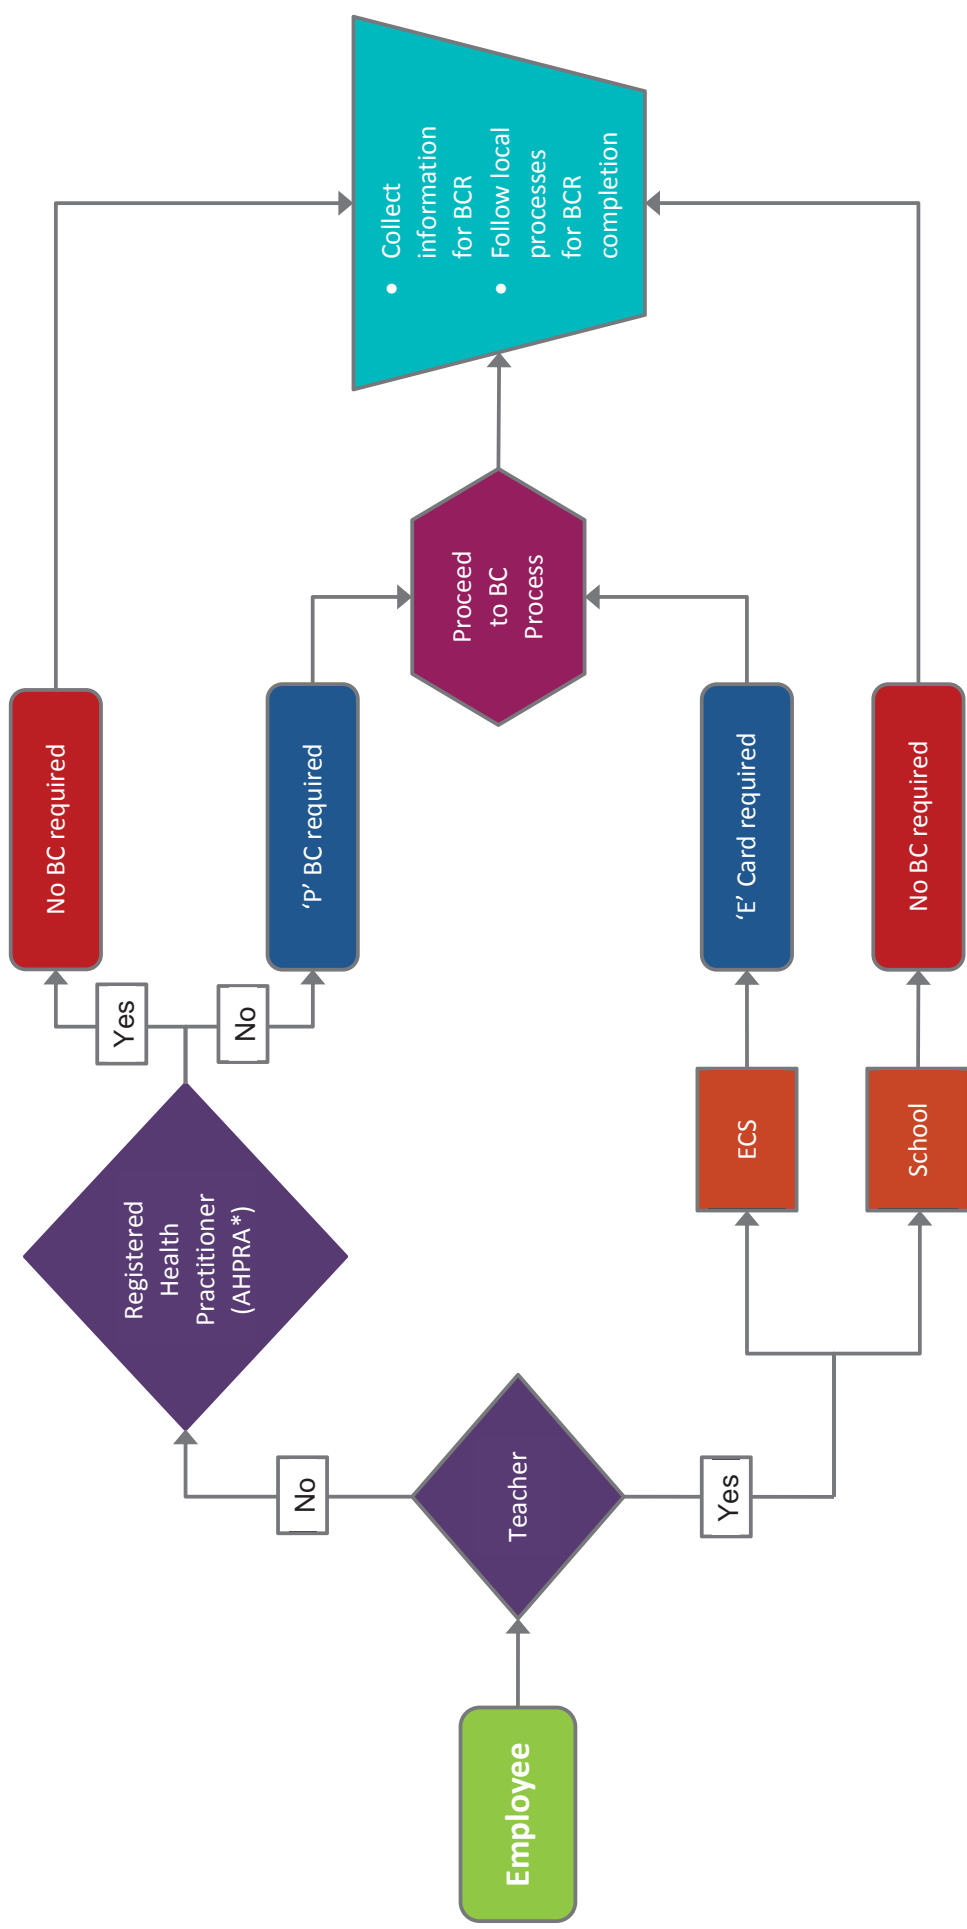 Employee
Teacher
No
Yes
Registered
Health
Practitioner
(AHPRA*)
Yes
No
ECS
School
No BC required
‘P’ BC required
‘E’ Card required
No BC required
Proceed
to BC
Process
• Collect
information
for BCR
• Follow local
processes
for BCR
completion